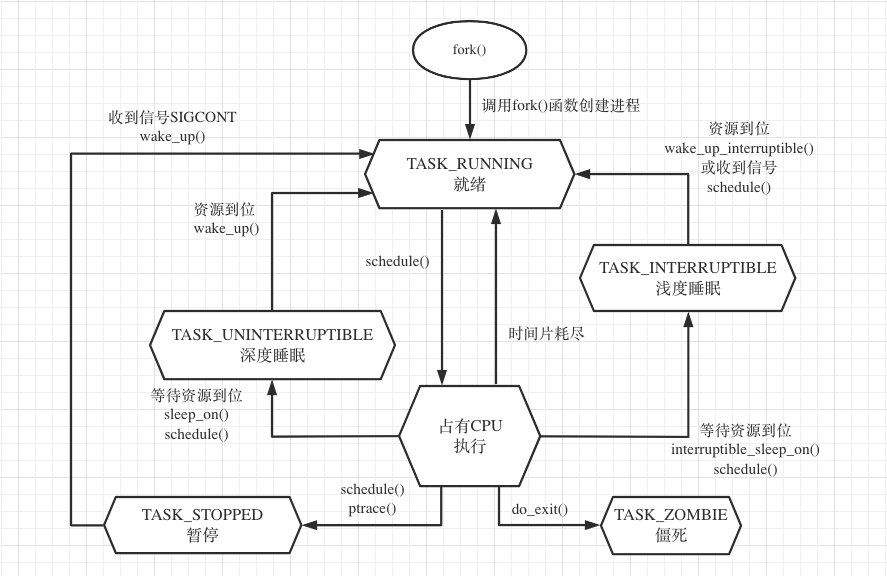 fork()
调用fork()函数创建进程
收到信号SIGCONT
wake_up()
资源到位
wake_up_interruptible()
或收到信号
schedule()
TASK_RUNNING
就绪
资源到位
wake_up()
schedule()
TASK_INTERRUPTIBLE
浅度睡眠
TASK_UNINTERRUPTIBLE
深度睡眠
时间片耗尽
等待资源到位
sleep_on()
schedule()
占有CPU
执行
等待资源到位
interruptible_sleep_on()
schedule()
schedule()
ptrace()
TASK_STOPPED
暂停
do_exit()
TASK_ZOMBIE
僵死